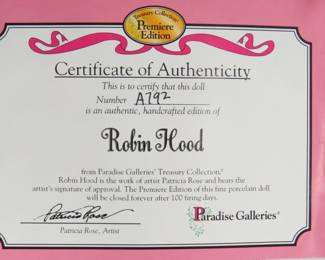 Treasury Collection®
Premiere
Edition
Certificate of Authenticity
This is to certify that this doll
Number A792
is an authentic, handcrafted edition of
Robin Hood
from Paradise Galleries' Treasury Collection.®
Robin Hood is the work of artist Patricia Rose and bears the
artist's signature of approval. The Premiere Edition of this fine porcelain doll
will be closed forever after 100 firing days.
Patricia Rose
Patricia Rose, Artist
Paradise Galleries®